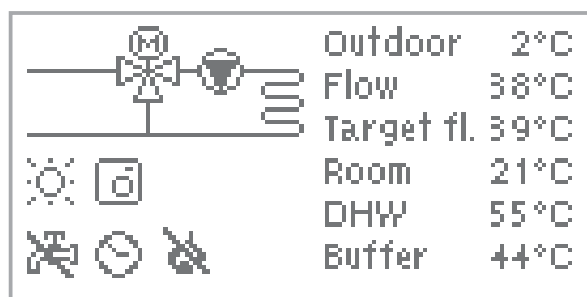 M
Outdoor 2°C
Flow 38°C
Target fl. 39°C
Room 21°C
DHW 55°C
Buffer 44°C